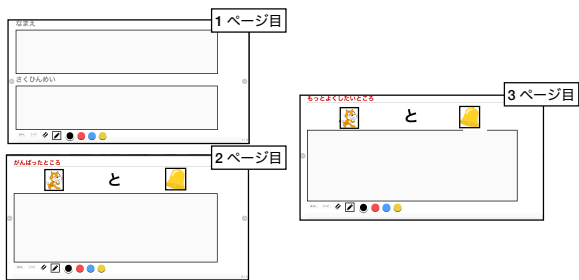 1 ページ目
なまえ
さくひんめい
2 ページ目
がんばったところ
と
3 ページ目
もっとよくしたいところ
と